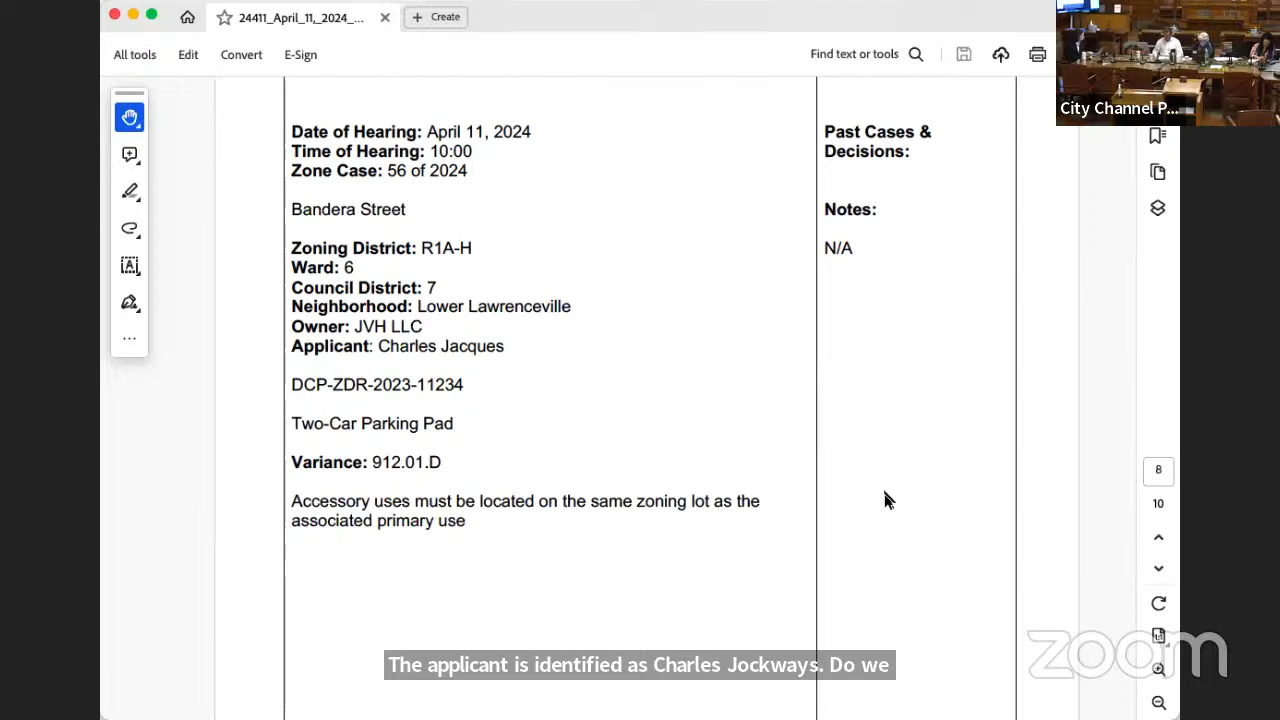 24411_April_11,_2024_...
Create
All tools
Edit
Convert
E-Sign
Find text or tools
City Channel P...
Date of Hearing: April 11, 2024
Time of Hearing: 10:00
Zone Case: 56 of 2024
Bandera Street
Zoning District: R1A-H
Ward: 6
Council District: 7
Neighborhood: Lower Lawrenceville
Owner: JVH LLC
Applicant: Charles Jacques
DCP-ZDR-2023-11234
Two-Car Parking Pad
Variance: 912.01.D
Accessory uses must be located on the same zoning lot as the
associated primary use
Past Cases &
Decisions:
Notes:
N/A
8
10
The applicant is identified as Charles Jockways. Do we
zoom